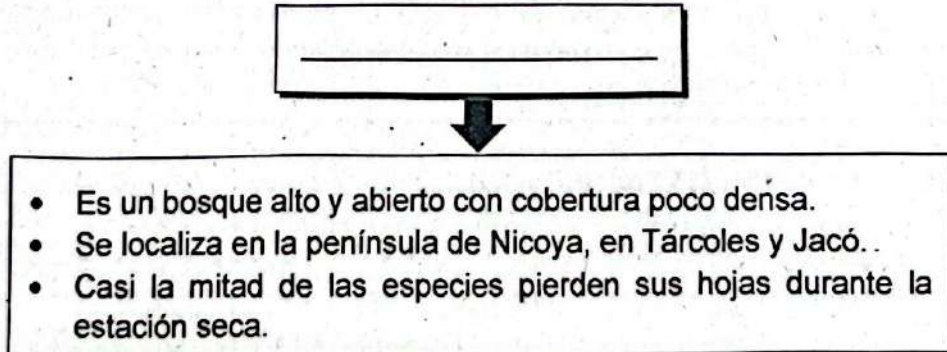 • Es un bosque alto y abierto con cobertura poco densa.
• Se localiza en la península de Nicoya, en Tárcoles y Jacó.
• Casi la mitad de las especies pierden sus hojas durante la
estación seca.